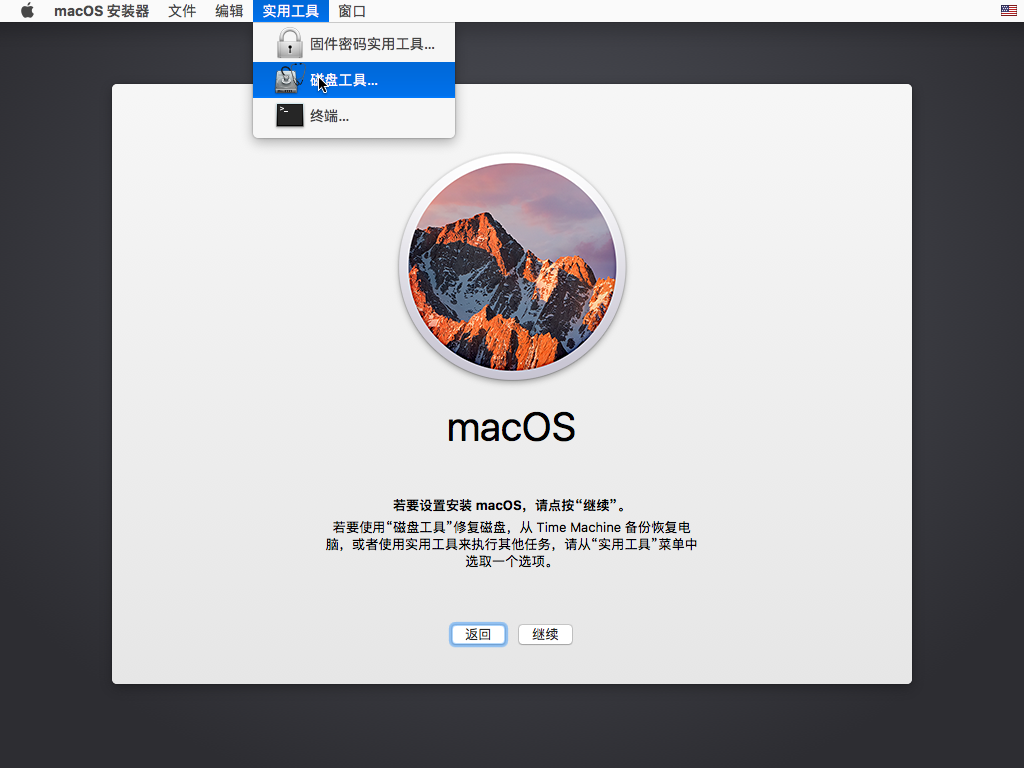 macOS 安装器 文件 编辑 实用工具 窗口
固件密码实用工具...
磁盘工具...
>_
终端...
macOS
若要设置安装 macOS，请点按“继续”。
若要使用“磁盘工具”修复磁盘，从 Time Machine 备份恢复电
脑，或者使用实用工具来执行其他任务，请从“实用工具”菜单中
选取一个选项。
返回 继续